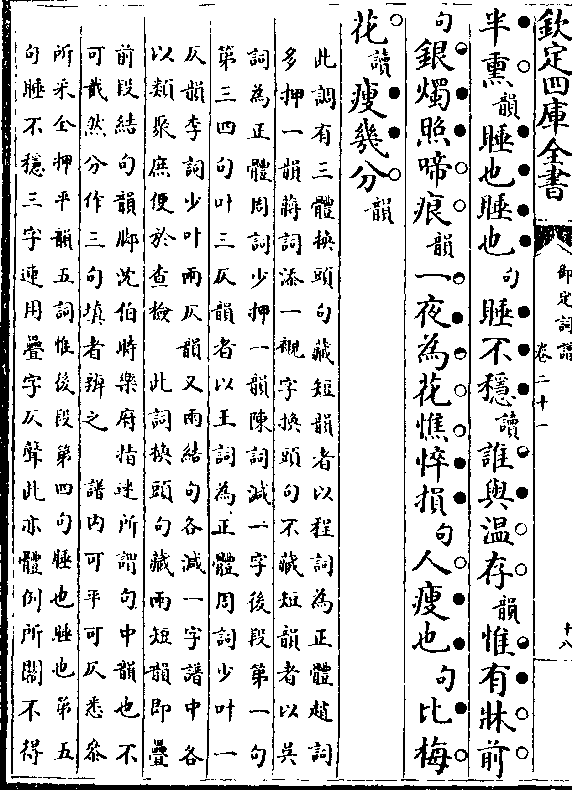 欽定四庫全書
御定詞譜
卷二十一
十八
半熏韻睡也睡也句睡不穩讀誰與温存韻惟有牀前
句銀燭照啼痕韻一夜為花憔悴損句人瘦也句比梅
花讀瘦幾分韻
此調有三體換頭句藏短韻者以程詞為正體趙詞
多押一韻蔣詞添一襯字換頭句不藏短韻者以吳
詞為正體周詞少押一韻陳詞減一字後段第一句
第三四句叶三仄韻者以王詞為正體周詞少叶一
仄韻李詞少叶兩仄韻又兩結句各減一字譜中各
以類聚庶便於查檢 此詞換頭句藏兩短韻即疊
前段結句韻脚沈伯時樂府指迷所謂句中韻也不
可截然分作三句填者辨之 譜内可平可仄悉叅
所采仝押平韻五詞惟後段第四句睡也睡也第五
句睡不穩三字連用疊字仄聲此亦體例所關不得